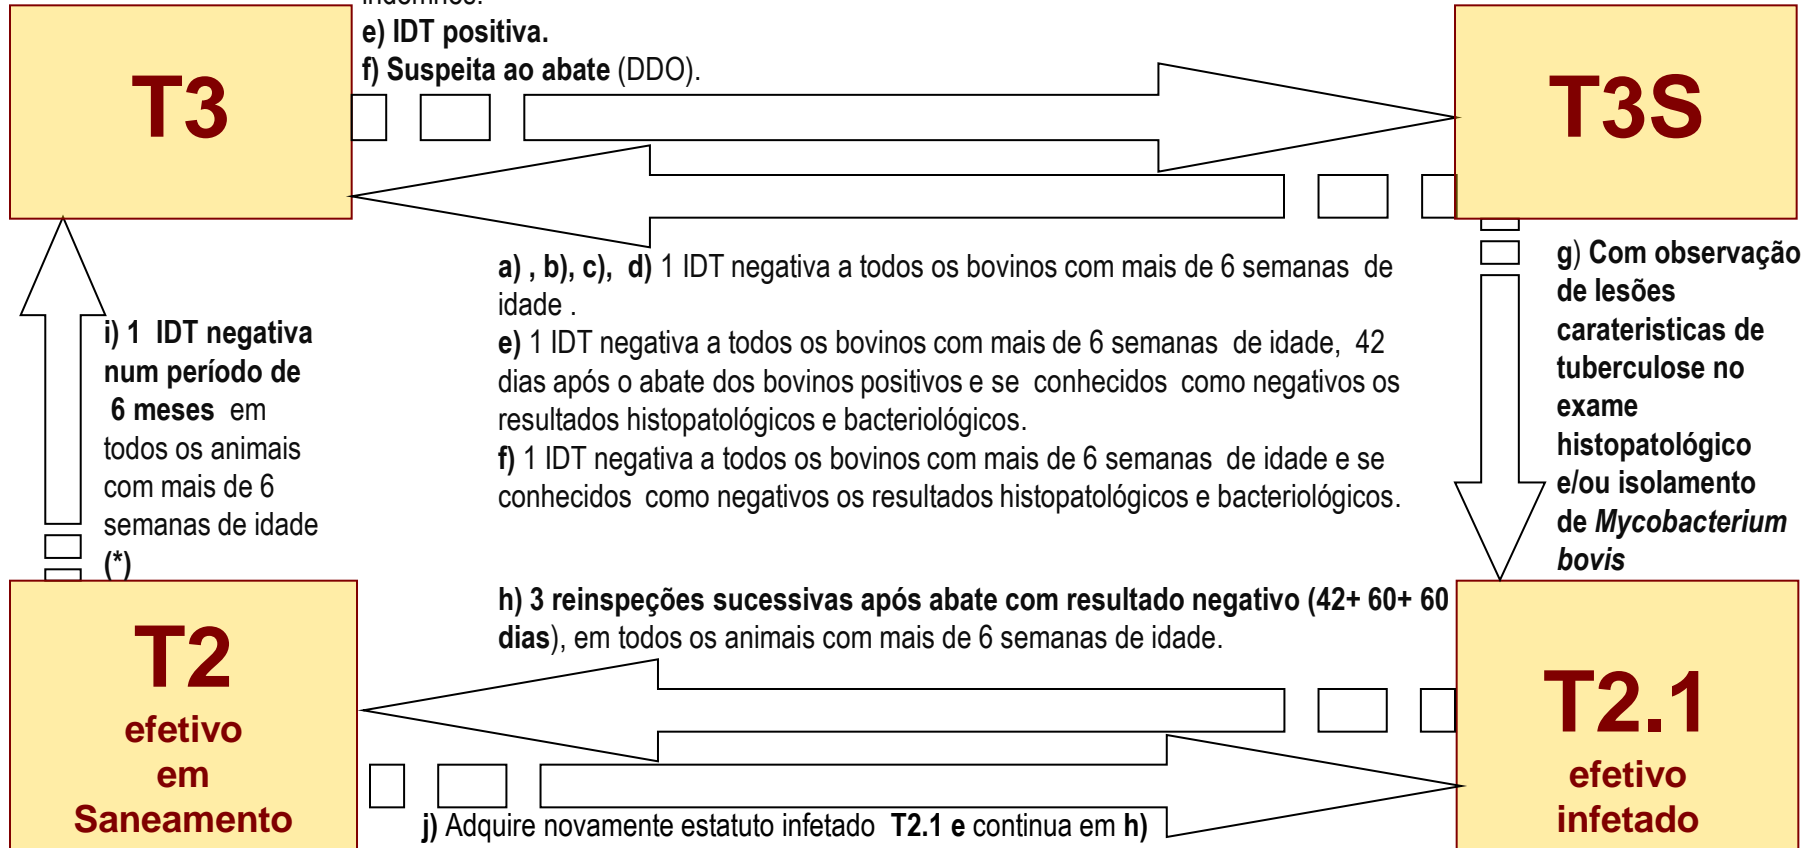 indemnes.
e) IDT positiva.
f) Suspeita ao abate (DDO).
T3
T3S
a) , b), c), d) 1 IDT negativa a todos os bovinos com mais de 6 semanas de
idade .
e) 1 IDT negativa a todos os bovinos com mais de 6 semanas de idade, 42
dias após o abate dos bovinos positivos e se conhecidos como negativos os
resultados histopatológicos e bacteriológicos.
f) 1 IDT negativa a todos os bovinos com mais de 6 semanas de idade e se
conhecidos como negativos os resultados histopatológicos e bacteriológicos.
g) Com observação
de lesões
carateristicas de
tuberculose no
exame
histopatológico
e/ou isolamento
de Mycobacterium
bovis
i) 1 IDT negativa
num período de
6 meses em
todos os animais
com mais de 6
semanas de idade
(*)
h) 3 reinspeções sucessivas após abate com resultado negativo (42+ 60+ 60
dias), em todos os animais com mais de 6 semanas de idade.
T2
efetivo
em
Saneamento
T2.1
efetivo
infetado
j) Adquire novamente estatuto infetado T2.1 e continua em h)